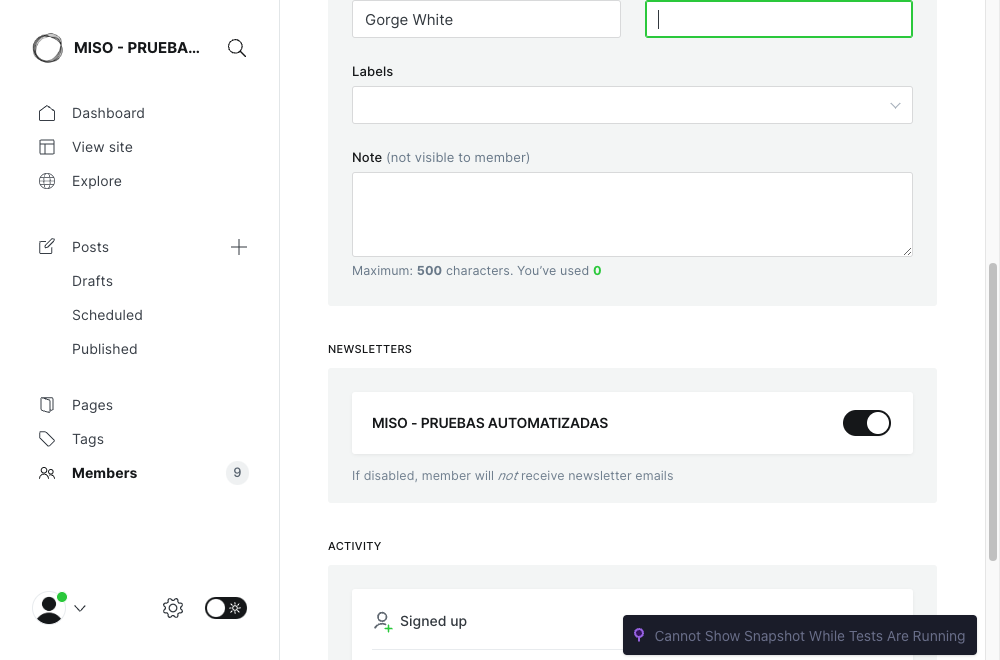 MISO - PRUEBA...
Dashboard
View site
Explore
Posts
Drafts
Scheduled
Published
Pages
Tags
Members
9
Gorge White
Labels
Note (not visible to member)
Maximum: 500 characters. You've used 0
NEWSLETTERS
MISO - PRUEBAS AUTOMATIZADAS
If disabled, member will not receive newsletter emails
ACTIVITY
Signed up
Cannot Show Snapshot While Tests Are Running